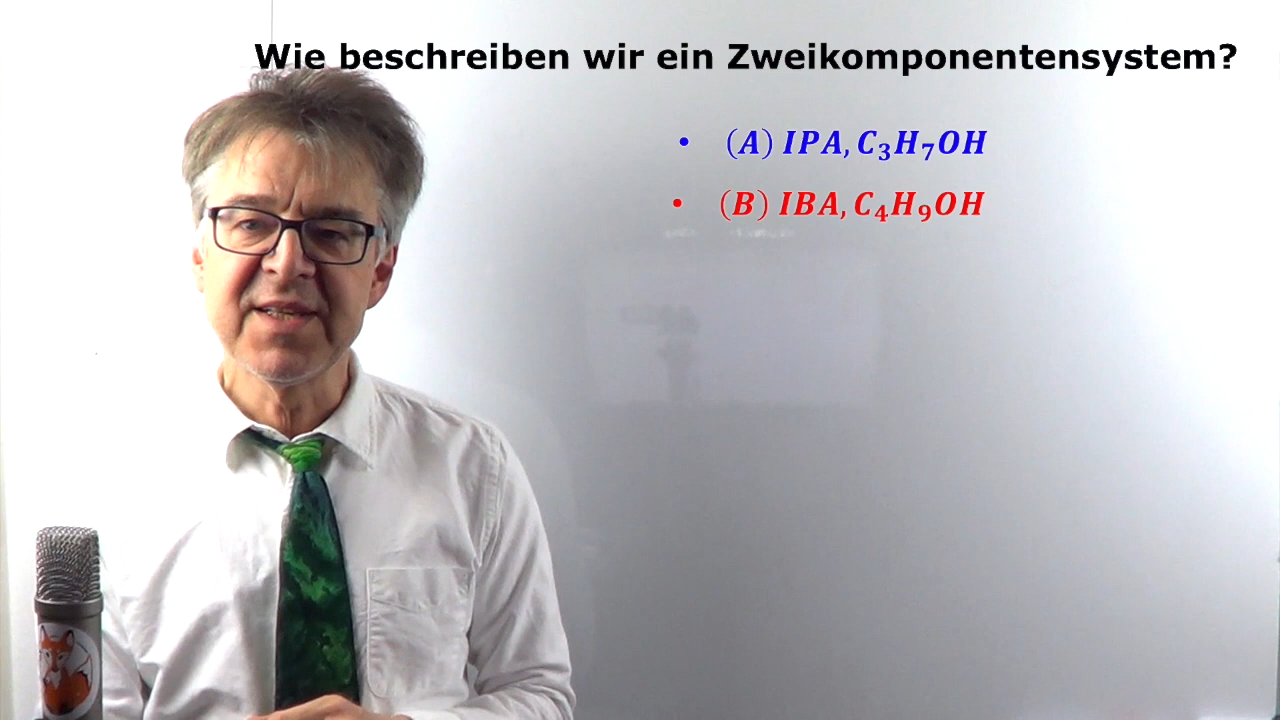 Wie beschreiben wir ein Zweikomponentensystem?
• (A) IPA, C₃H₇OH
• (B) IBA, C₄H₉OH